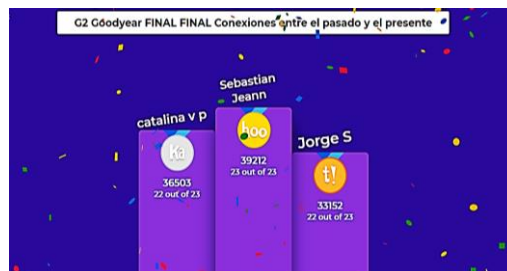 G2 Goodyear FINAL FINAL Conexiones entre el pasado y el presente
Sebastian
Jeann
catalina v p
Jorge S
hoo
Ka
t!
39212
23 out of 23
36503
22 out of 23
33152
22 out of 23